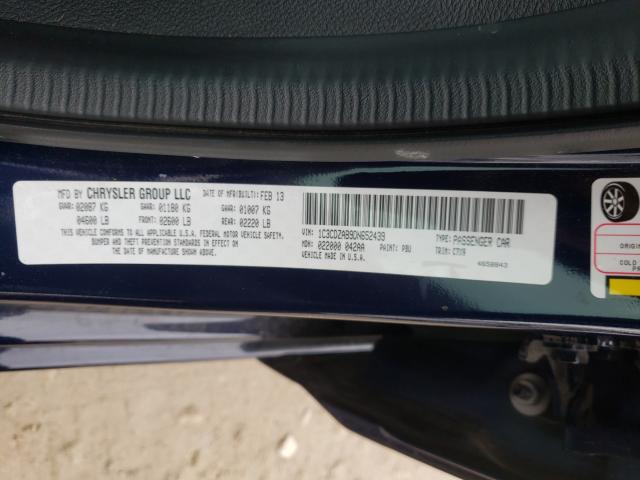 MFD BY CHRYSLER GROUP LLC
DATE OF MFR(BUILT): FEB 13
GVWR: 02087 KG
04600 LB
GAWR: 01180 KG
FRONT: 02600 LB
GAWR: 01007 KG
REAR: 02220 LB
THIS VEHICLE CONFORMS TO ALL APPLICABLE U.S.A. FEDERAL MOTOR VEHICLE SAFETY,
BUMPER AND THEFT PREVENTION STANDARDS IN EFFECT ON
THE DATE OF MANUFACTURE SHOWN ABOVE.
VIN: 1C3CDZAB9DN652439
TYPE: PASSENGER CAR
MDH: 022000 042AA
PAINT: PBU
TRIM: C7X9
VEHICLE MADE IN U.S.A.
4658843
ORIGIN
COLD